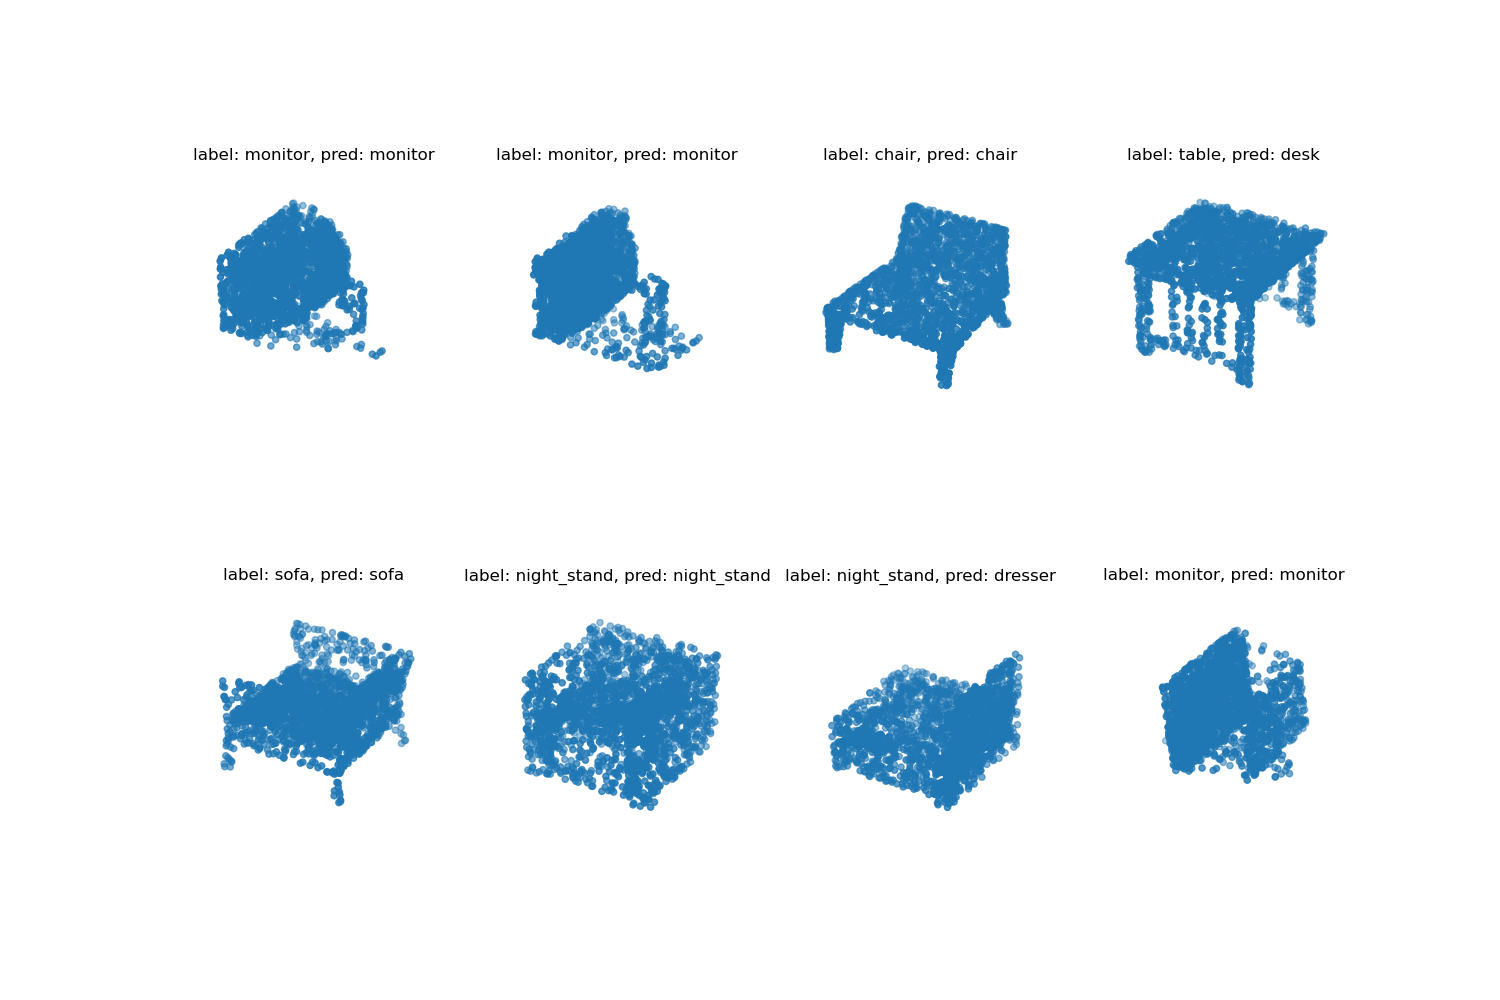 label: monitor, pred: monitor
label: monitor, pred: monitor
label: chair, pred: chair
label: table, pred: desk
label: sofa, pred: sofa
label: night_stand, pred: night_stand
label: night_stand, pred: dresser
label: monitor, pred: monitor